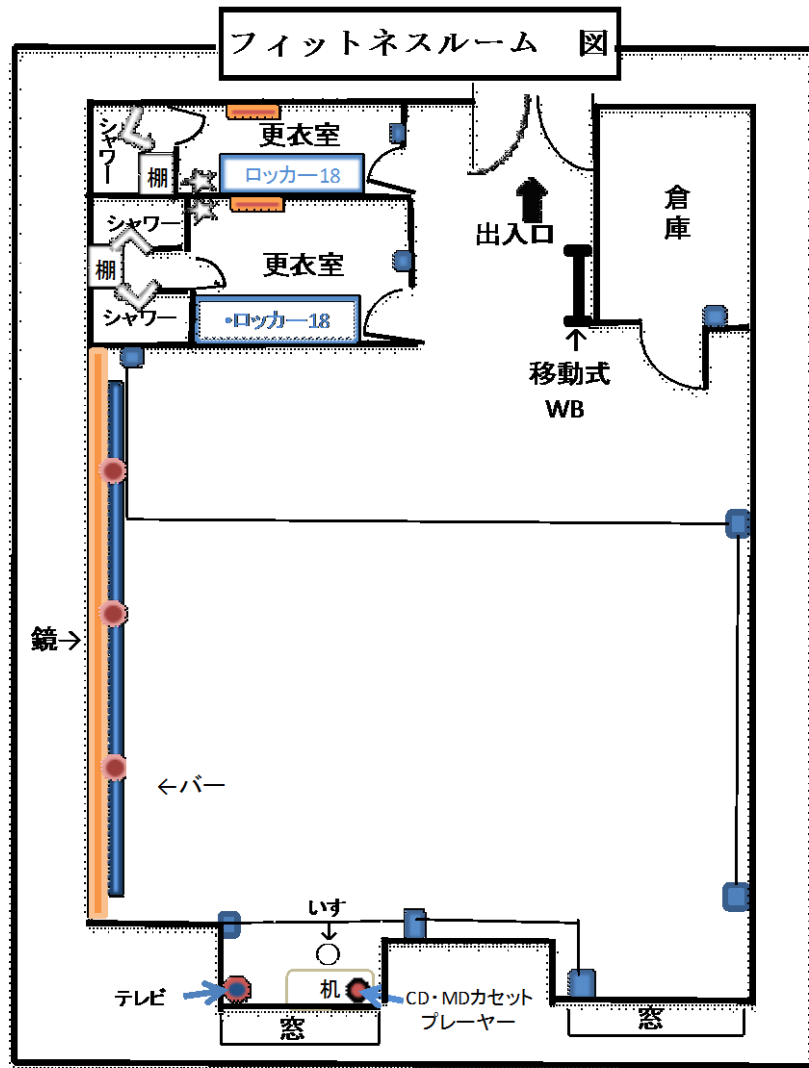 フィットネスルーム　図
シャワー
更衣室
棚
ロッカー18
シャワー
棚
更衣室
シャワー
・ロッカー18
出入口
倉庫
↑
移動式
WB
鏡→
←バー
いす
↓
テレビ
机
CD・MDカセット
プレーヤー
窓
窓